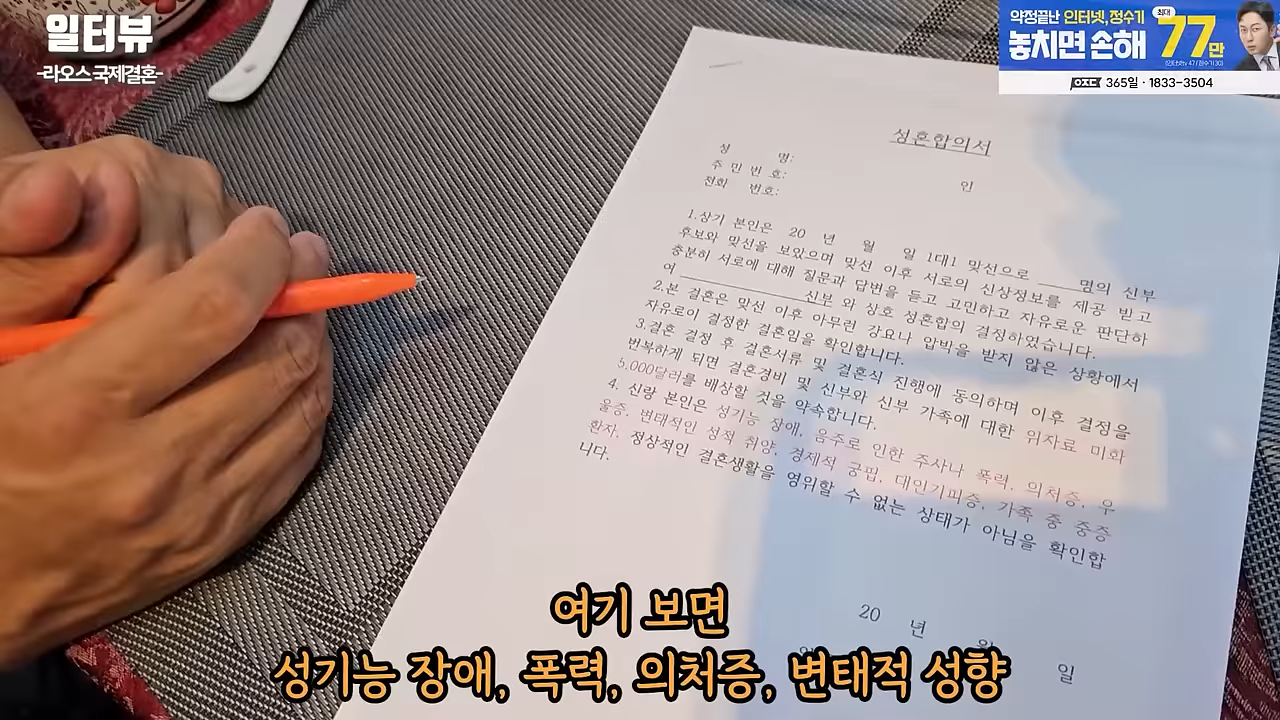 일터뷰
-라오스 국제결혼-
약정끝난 인터넷, 정수기
놓치면 손해
최대
77만
365일 · 1833-3504
성혼합의서
성 명:
주 민 번 호:
인
전화 번호:
1.상기 본인은 20 년 월 일 1대1 맞선으로 ____명의 신부
후보와 맞선을 보았으며 맞선 이후 서로의 신상정보를 제공 받고
충분히 서로에 대해 질문과 답변을 듣고 고민하고 자유로운 판단하
여 ____________ 신부 와 상호 성혼합의 결정하였습니다.
2.본 결혼은 맞선 이후 아무런 강요나 압박을 받지 않은 상황에서
자유로이 결정한 결혼임을 확인합니다.
3.결혼 결정 후 결혼서류 및 결혼식 진행에 동의하며 이후 결정을
번복하게 되면 결혼경비 및 신부와 신부 가족에 대한 위자료 미화
5,000달러를 배상할 것을 약속합니다.
4. 신랑 본인은 성기능 장애, 음주로 인한 주사나 폭력, 의처증, 우
울증, 변태적인 성적 취양, 경제적 궁핍, 대인기피증, 가족 중 중증
환자, 정상적인 결혼생활을 영위할 수 없는 상태가 아님을 확인합
니다.
20 년 월
일
여기 보면
성기능 장애, 폭력, 의처증, 변태적 성향